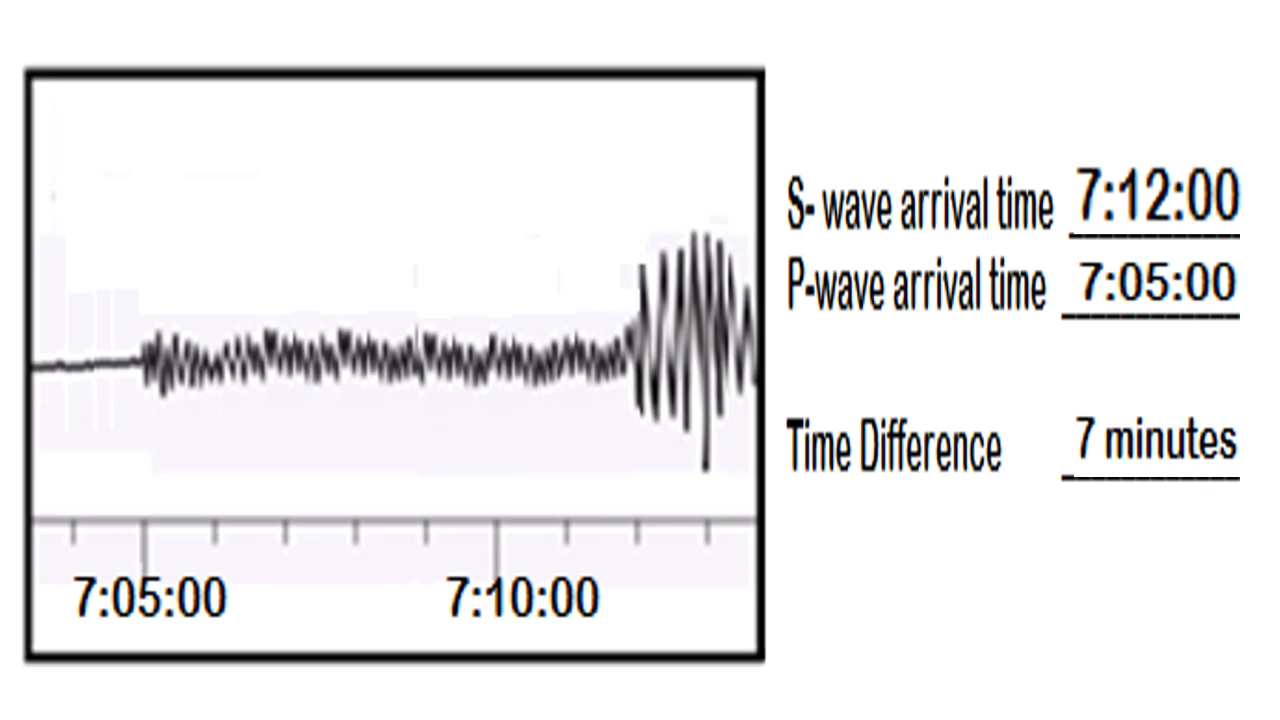 S- wave arrival time 7:12:00
P-wave arrival time 7:05:00
Time Difference 7 minutes
7:05:00 7:10:00